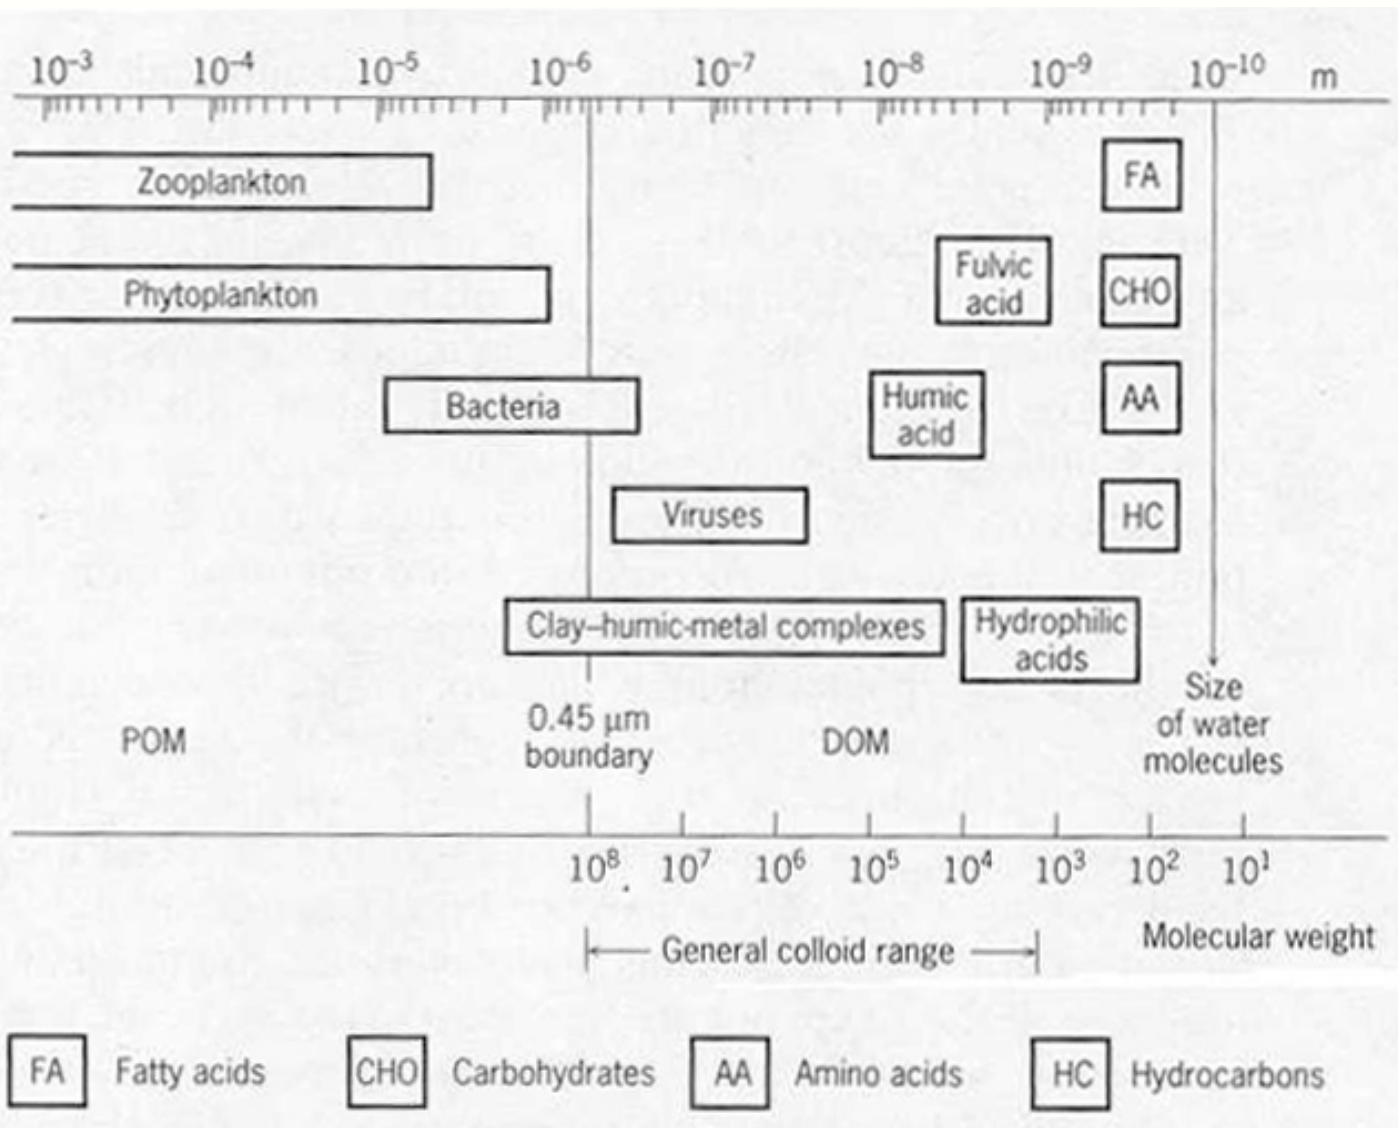 10⁻³ 10⁻⁴ 10⁻⁵ 10⁻⁶ 10⁻⁷ 10⁻⁸ 10⁻⁹ 10⁻¹⁰ m
Zooplankton
FA
Phytoplankton
Fulvic
acid
CHO
Bacteria
Humic
acid
AA
Viruses
HC
Clay–humic-metal complexes
Hydrophilic
acids
Size
of water
molecules
POM
0.45 μm
boundary
DOM
10⁸ 10⁷ 10⁶ 10⁵ 10⁴ 10³ 10² 10¹
General colloid range
Molecular weight
FA Fatty acids CHO Carbohydrates AA Amino acids HC Hydrocarbons